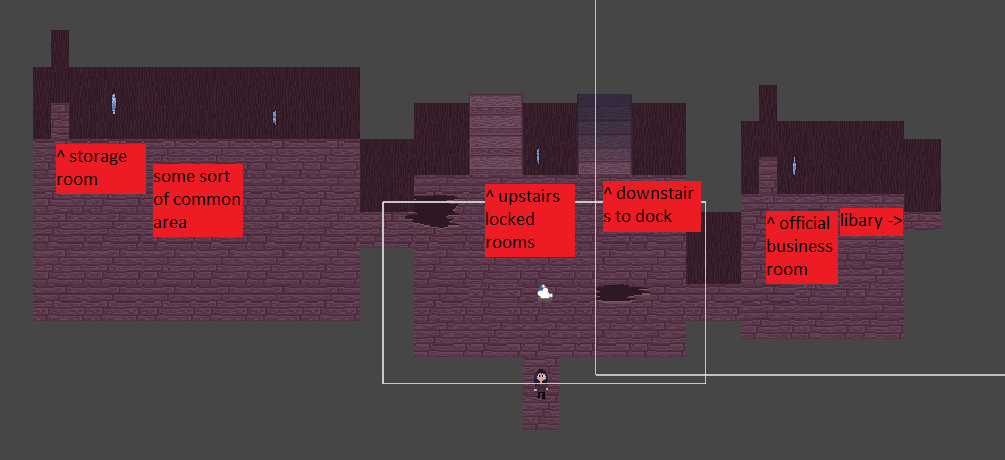 ^ storage
room
some sort
of common
area
^ upstairs
locked
rooms
^ downstair
s to dock
^ official
business
room
libary ->